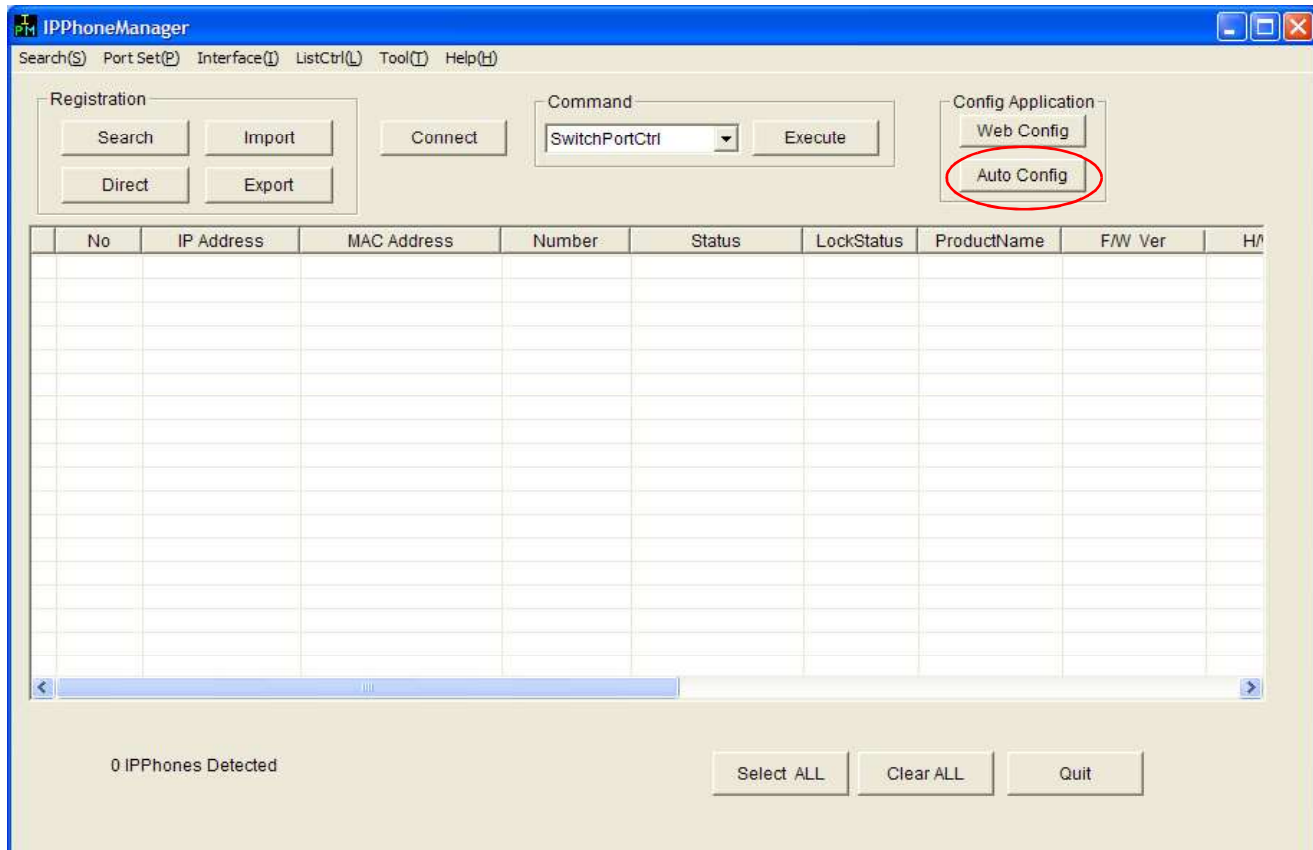 IPM IPPhoneManager
Search(S) Port Set(P) Interface(I) ListCtrl(L) Tool(T) Help(H)
Registration
Search Import
Direct Export
Connect
Command
SwitchPortCtrl Execute
Config Application
Web Config
Auto Config
No IP Address MAC Address Number Status LockStatus ProductName F/W Ver H/
0 IPPhones Detected
Select ALL Clear ALL Quit